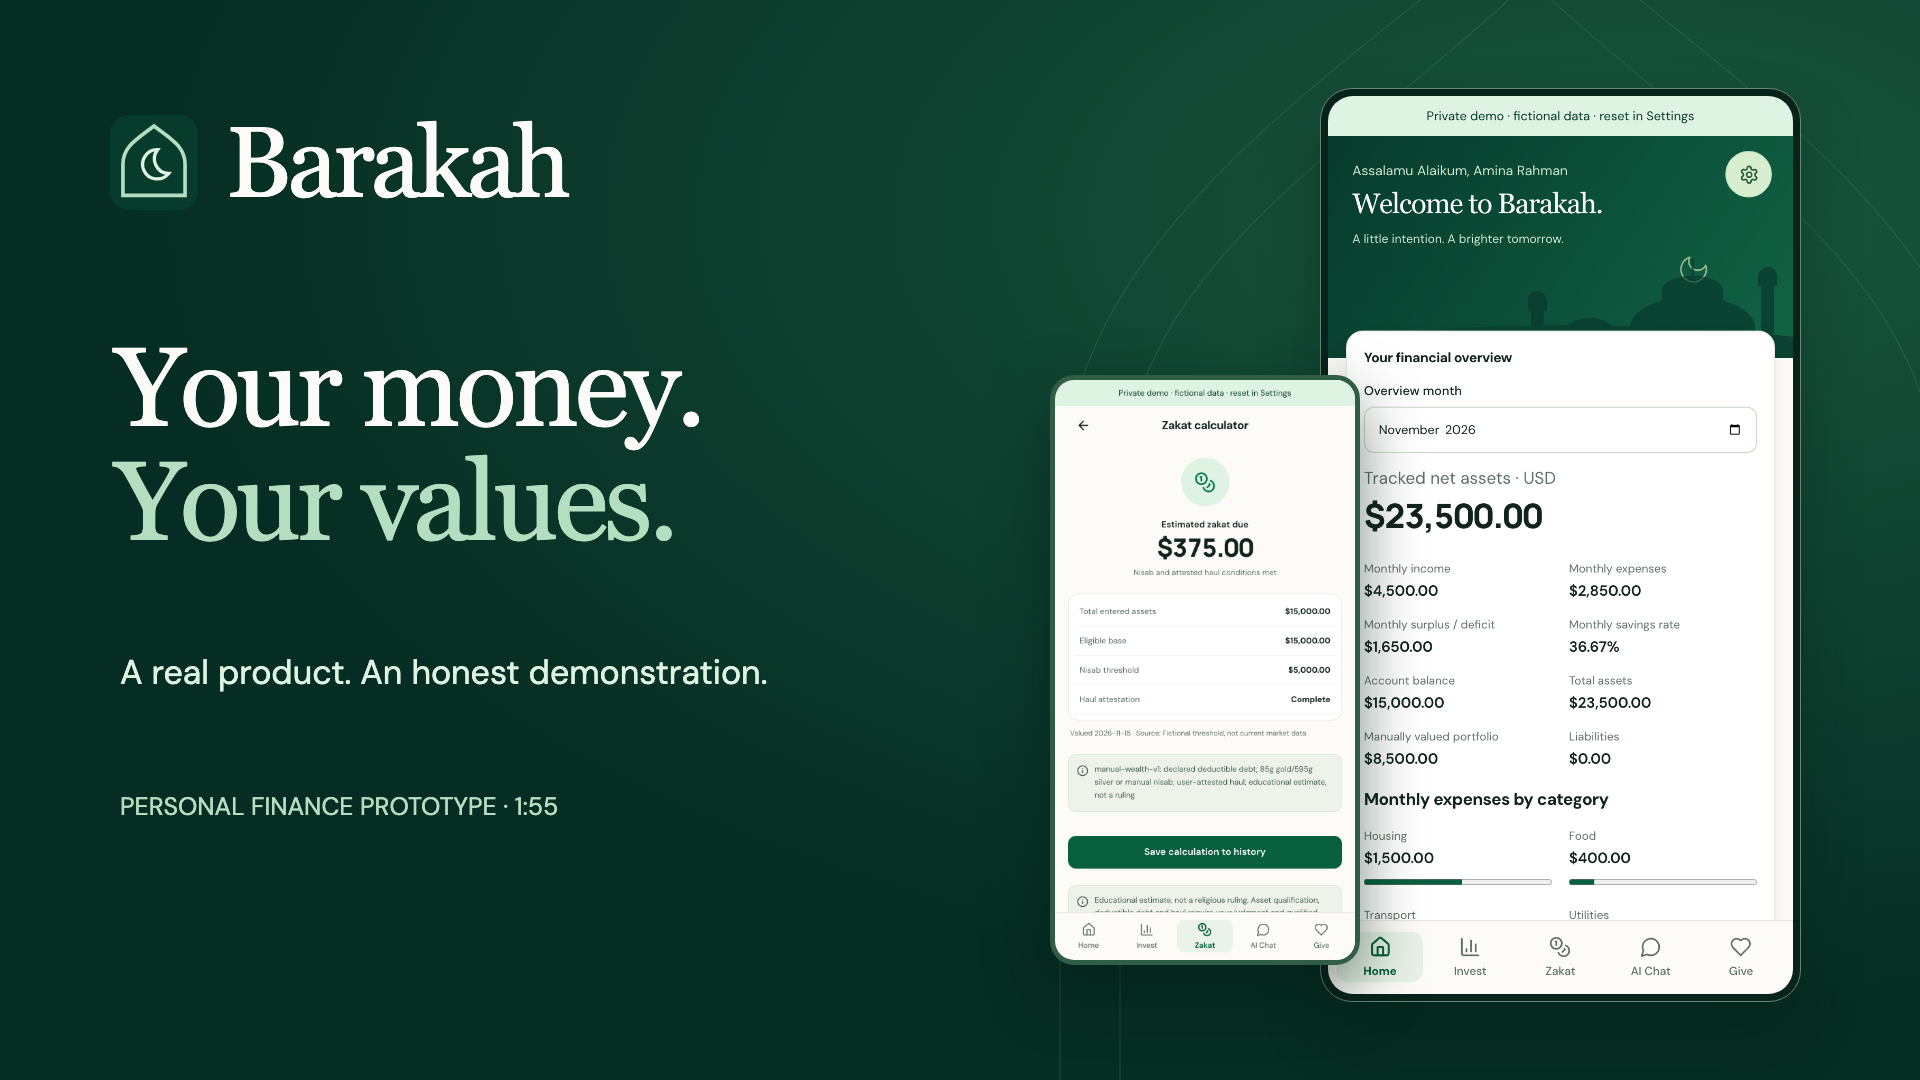 Barakah
Your money.
Your values.
A real product. An honest demonstration.
PERSONAL FINANCE PROTOTYPE · 1:55
Private demo · fictional data · reset in Settings
Zakat calculator
Estimated zakat due
$375.00
Nisab and attested haul conditions met
Total entered assets $15,000.00
Eligible base $15,000.00
Nisab threshold $5,000.00
Haul attestation Complete
Valued 2026-11-15 · Source: Fictional threshold, not current market data
manual-wealth-v1: declared deductible debt; 85g gold/595g
silver or manual nisab; user-attested haul; educational estimate,
not a ruling
Save calculation to history
Educational estimate, not a religious ruling. Asset qualification,
Home Invest Zakat AI Chat Give
Private demo · fictional data · reset in Settings
Assalamu Alaikum, Amina Rahman
Welcome to Barakah.
A little intention. A brighter tomorrow.
Your financial overview
Overview month
November 2026
Tracked net assets · USD
$23,500.00
Monthly income Monthly expenses
$4,500.00 $2,850.00
Monthly surplus / deficit Monthly savings rate
$1,650.00 36.67%
Account balance Total assets
$15,000.00 $23,500.00
Manually valued portfolio Liabilities
$8,500.00 $0.00
Monthly expenses by category
Housing Food
$1,500.00 $400.00
Transport Utilities
Home Invest Zakat AI Chat Give